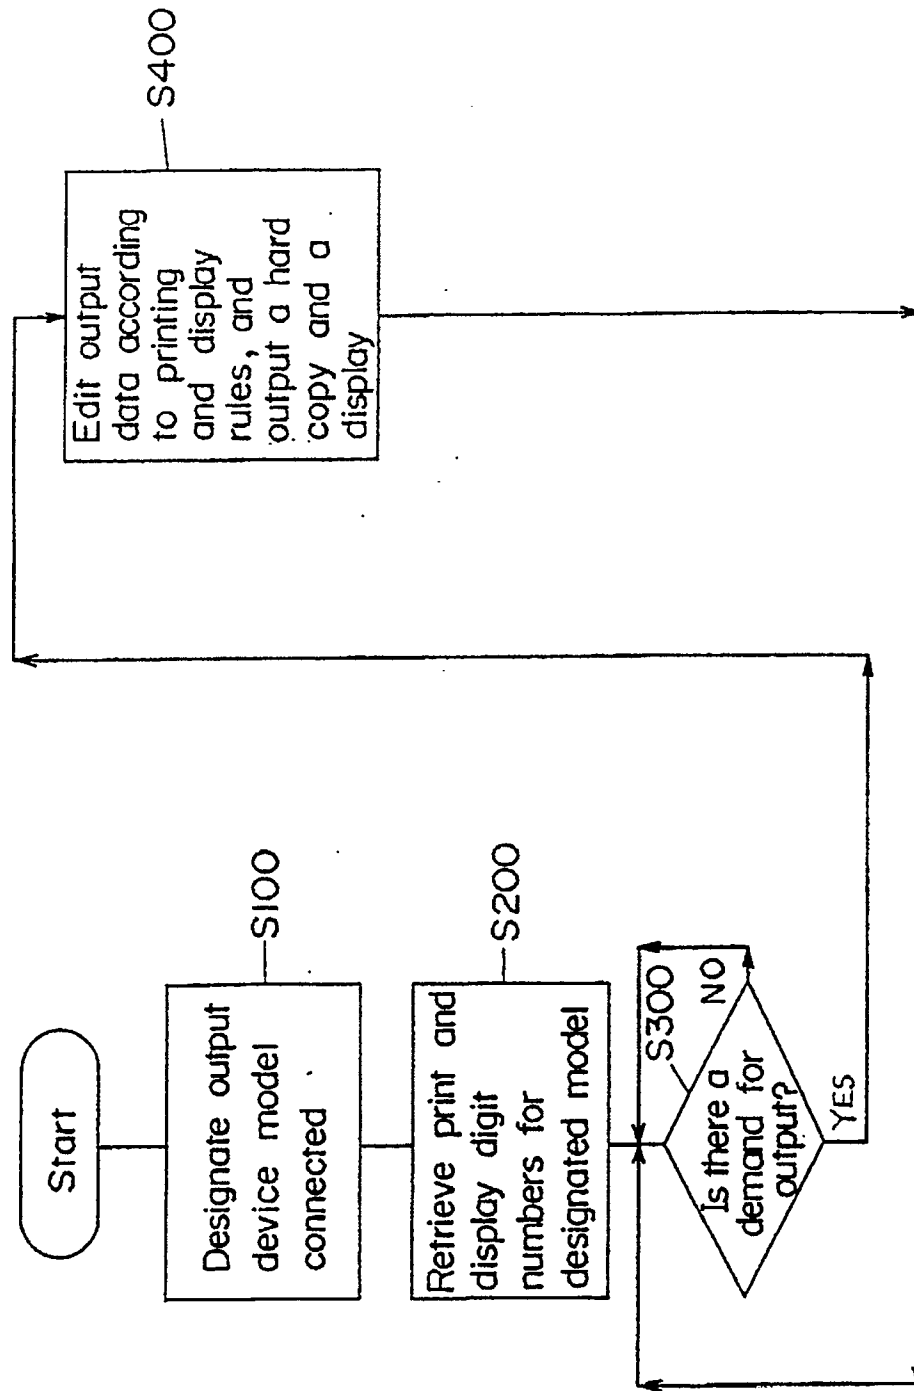 Start
Designate output
device model
connected
S100
Retrieve print and
display digit
numbers for
designated model
S200
Is there a
demand for
output?
S300
NO
YES
Edit output
data according
to printing
and display
rules, and
output a hard
copy and a
display
S400